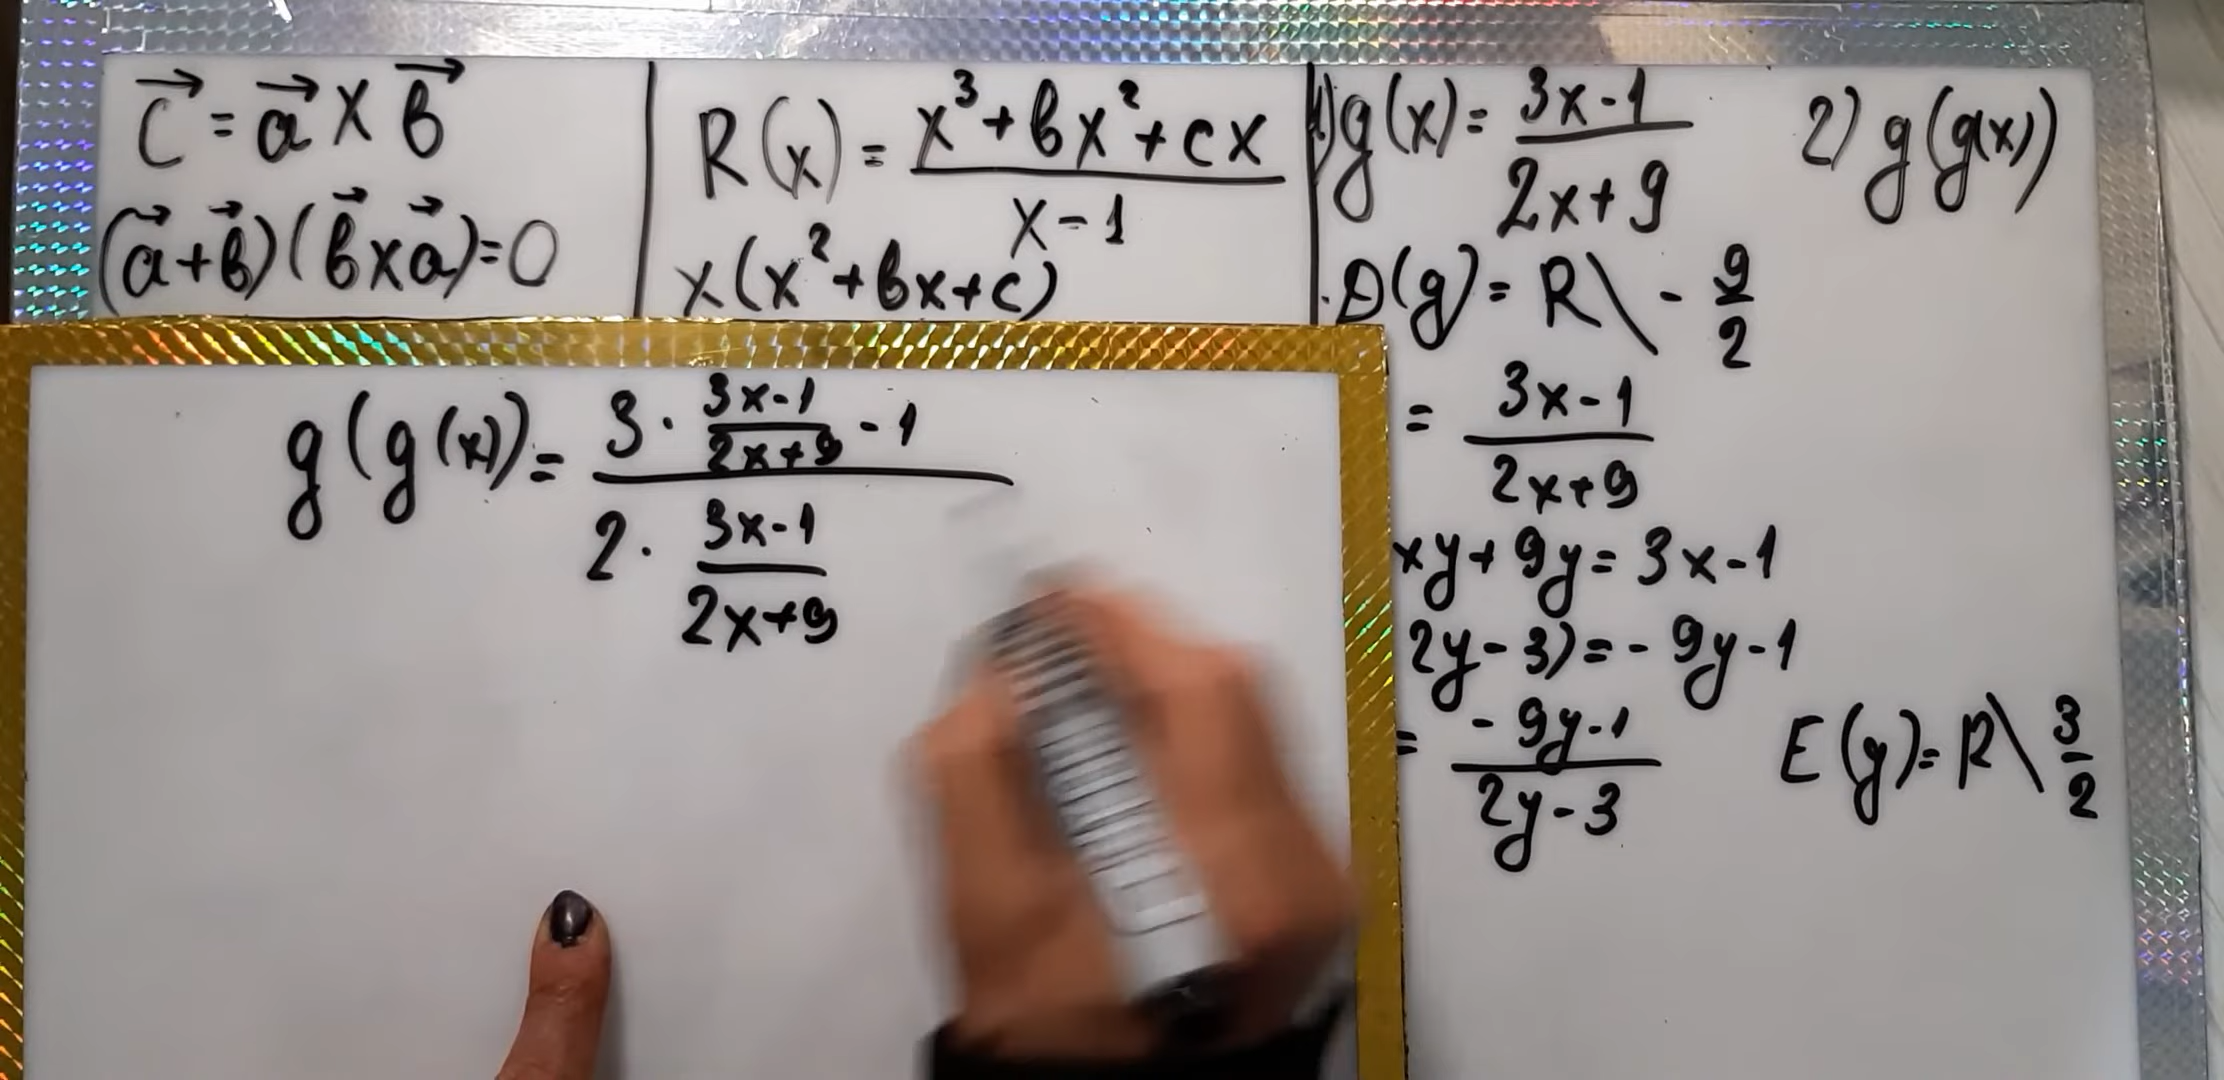 c⃗ = a⃗ x b⃗
(a⃗+b⃗)(b⃗xa⃗)=0
R(x) = x³+bx²+cx / x-1
x(x²+bx+c)
1) g(x) = 3x-1 / 2x+9
2) g(g(x))
D(g) = R\ - 9/2
= 3x-1 / 2x+9
xy+9y=3x-1
2y-3)=-9y-1
= -9y-1 / 2y-3
E(y)=R\ 3/2
g(g(x))= 3· 3x-1 / 2x+9 -1
2· 3x-1 / 2x+9